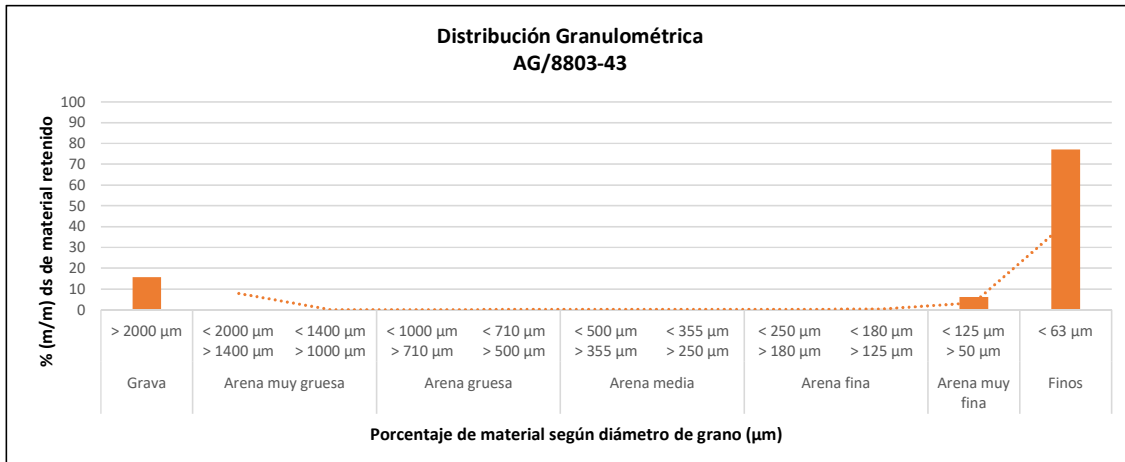 Distribución Granulométrica
AG/8803-43
% (m/m) ds de material retenido
100
90
80
70
60
50
40
30
20
10
0
> 2000 µm < 2000 µm < 1400 µm < 1000 µm < 710 µm < 500 µm < 355 µm < 250 µm < 180 µm < 125 µm < 63 µm
> 1400 µm > 1000 µm > 710 µm > 500 µm > 355 µm > 250 µm > 180 µm > 125 µm > 50 µm
Grava Arena muy gruesa Arena gruesa Arena media Arena fina Arena muy Finos
fina
Porcentaje de material según diámetro de grano (µm)